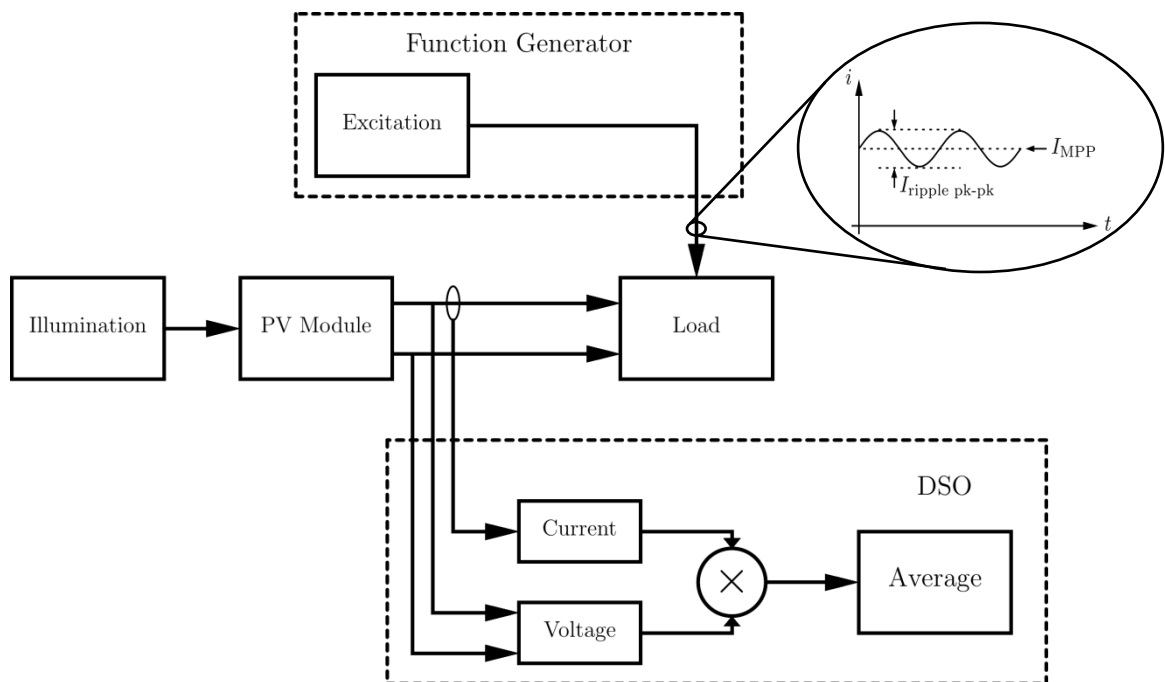 Function Generator
Excitation
i
I_MPP
I_ripple pk-pk
t
Illumination
PV Module
Load
DSO
Current
×
Average
Voltage